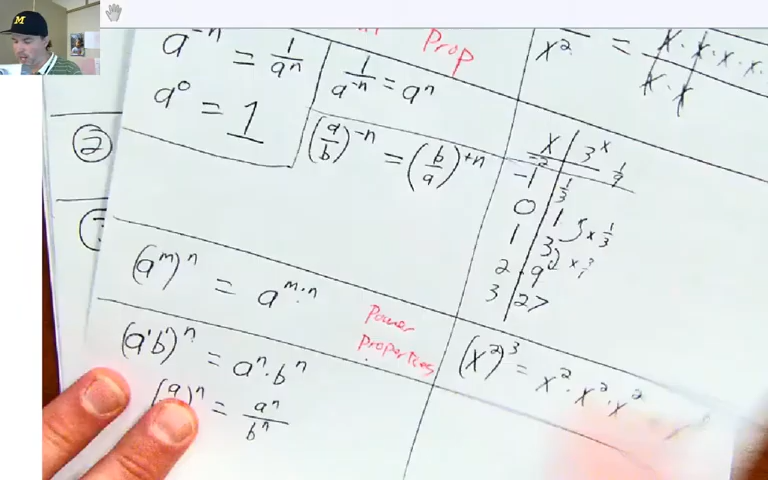 M
Prop
a^-n = 1/a^n
1/a^-n = a^n
a^0 = 1
(a/b)^-n = (b/a)^+n
x^2 = x·x·x·x· / x·x
x | 3^x
-2 | 1/9
-1 | 1/3
0 | 1
× 1/3
1 | 3
2 | 9
3 | 27
(a^m)^n = a^m·n
Power
Properties
(a'b')^n = a^n·b^n
(a)^n = a^n/b^n
(x^2)^3 = x^2·x^2·x^2
②